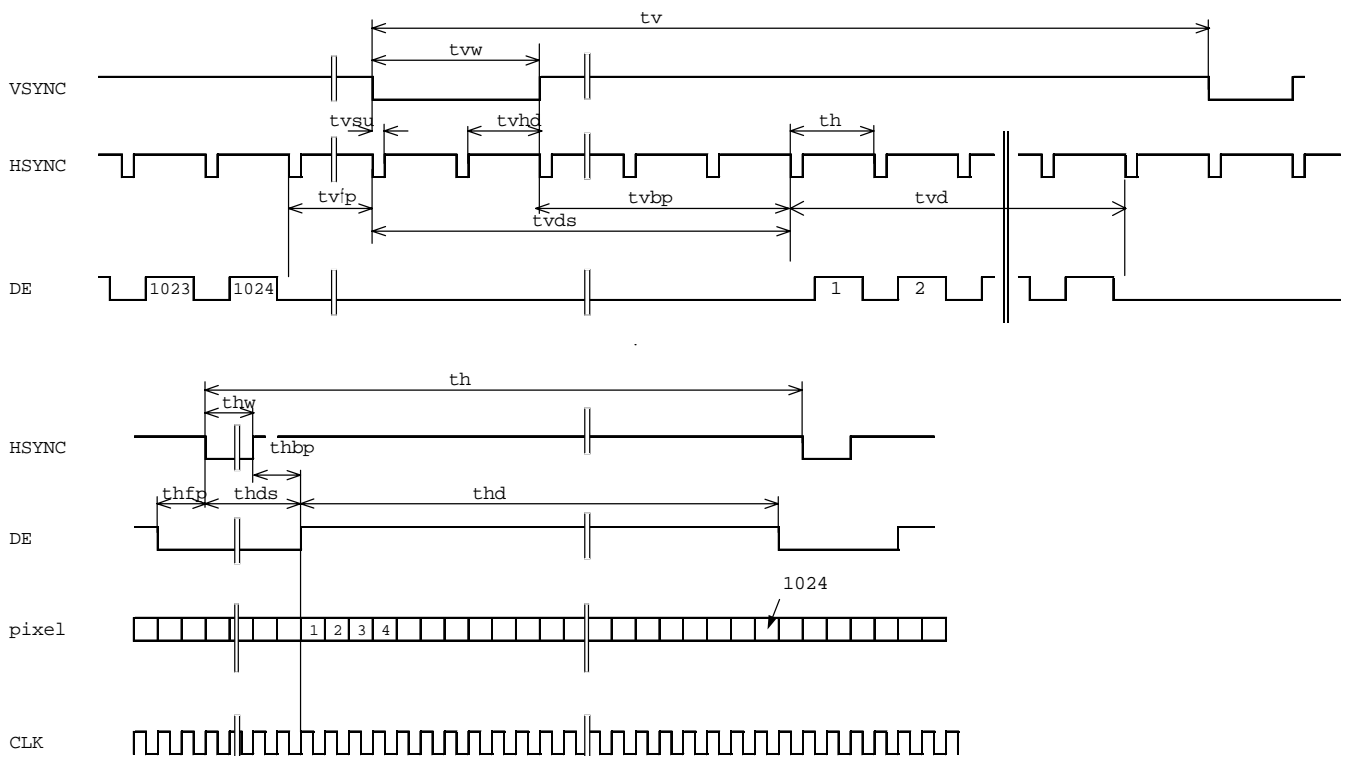 tv
tvw
VSYNC
tvsu tvhd th
HSYNC
tvfp tvbp tvd
tvds
DE 1023 1024 1 2
th
thw
HSYNC thbp
thfp thds thd
DE
1024
pixel 1 2 3 4
CLK